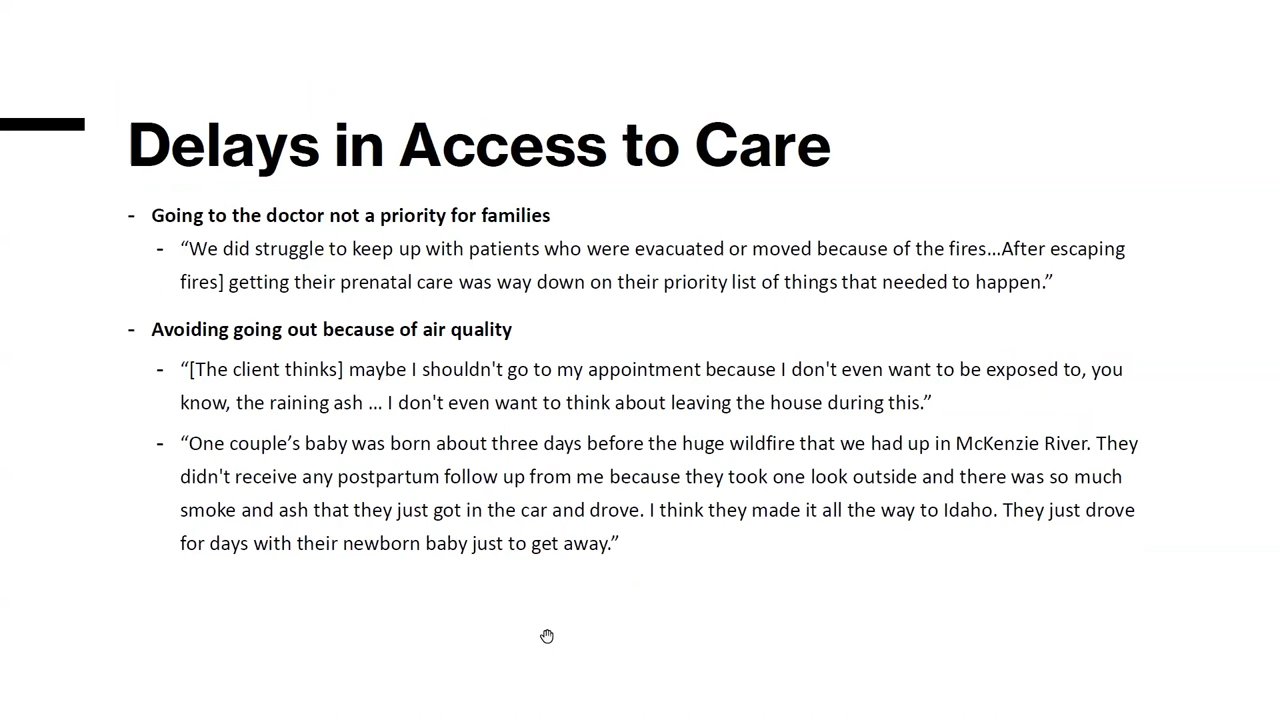 Delays in Access to Care
- Going to the doctor not a priority for families
- “We did struggle to keep up with patients who were evacuated or moved because of the fires…After escaping
fires] getting their prenatal care was way down on their priority list of things that needed to happen.”
- Avoiding going out because of air quality
- “[The client thinks] maybe I shouldn't go to my appointment because I don't even want to be exposed to, you
know, the raining ash … I don't even want to think about leaving the house during this.”
- “One couple’s baby was born about three days before the huge wildfire that we had up in McKenzie River. They
didn't receive any postpartum follow up from me because they took one look outside and there was so much
smoke and ash that they just got in the car and drove. I think they made it all the way to Idaho. They just drove
for days with their newborn baby just to get away.”